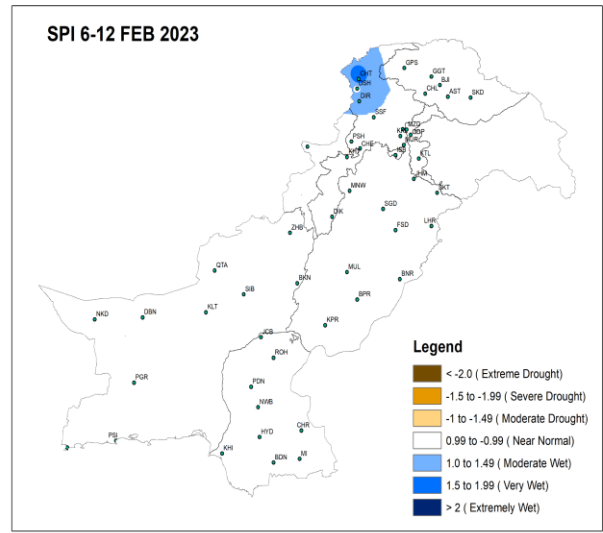 SPI 6-12 FEB 2023
CHT
DSH
DIR
SSF
GPS
GGT
BJI
CHL
AST
SKD
MZD
PSH
CHE
KTL
JHM
SKT
MNW
DIK
SGD
FSD
LHR
ZHB
QTA
SIB
BKN
MUL
BNR
BPR
KPR
NKD
DBN
KLT
JCB
ROH
PGR
PDN
NWB
HYD
CHR
PSI
KHI
BDN
MI
Legend
< -2.0 ( Extreme Drought)
-1.5 to -1.99 ( Severe Drought)
-1 to -1.49 ( Moderate Drought)
0.99 to -0.99 ( Near Normal)
1.0 to 1.49 ( Moderate Wet)
1.5 to 1.99 ( Very Wet)
> 2 ( Extremely Wet)